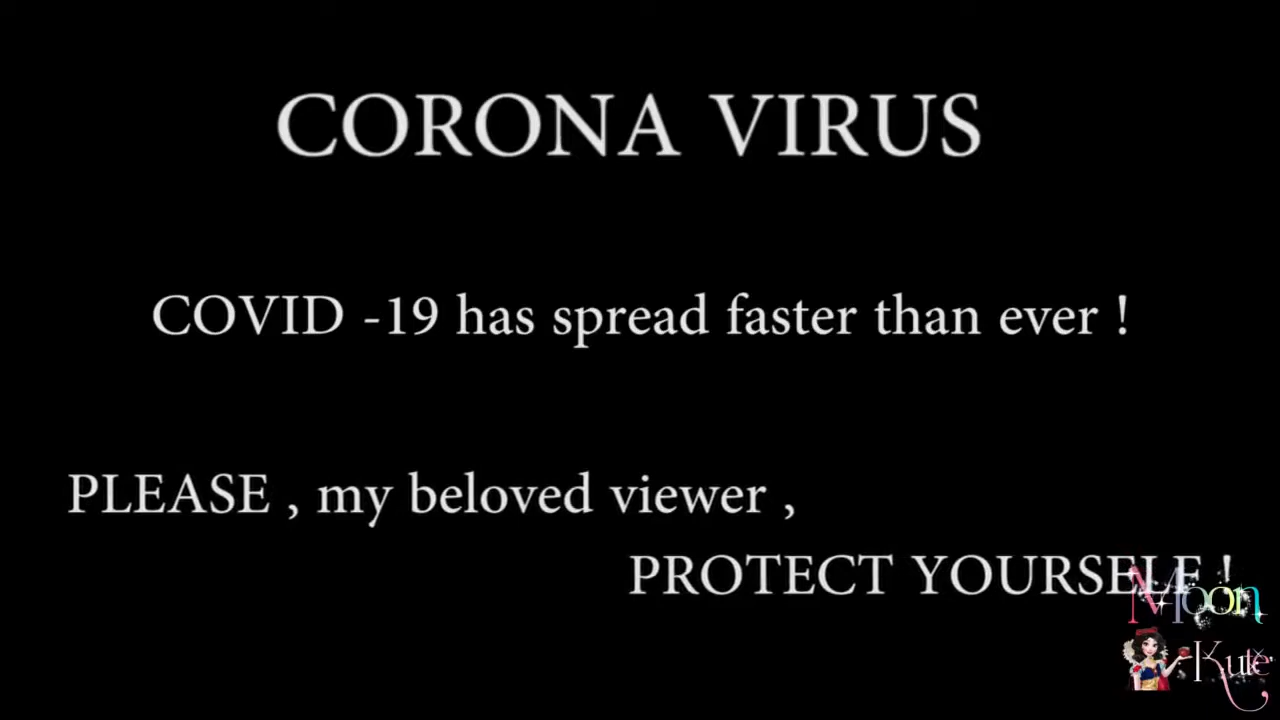 CORONA VIRUS
COVID -19 has spread faster than ever !
PLEASE , my beloved viewer ,
PROTECT YOURSELF !
Moon
Kute